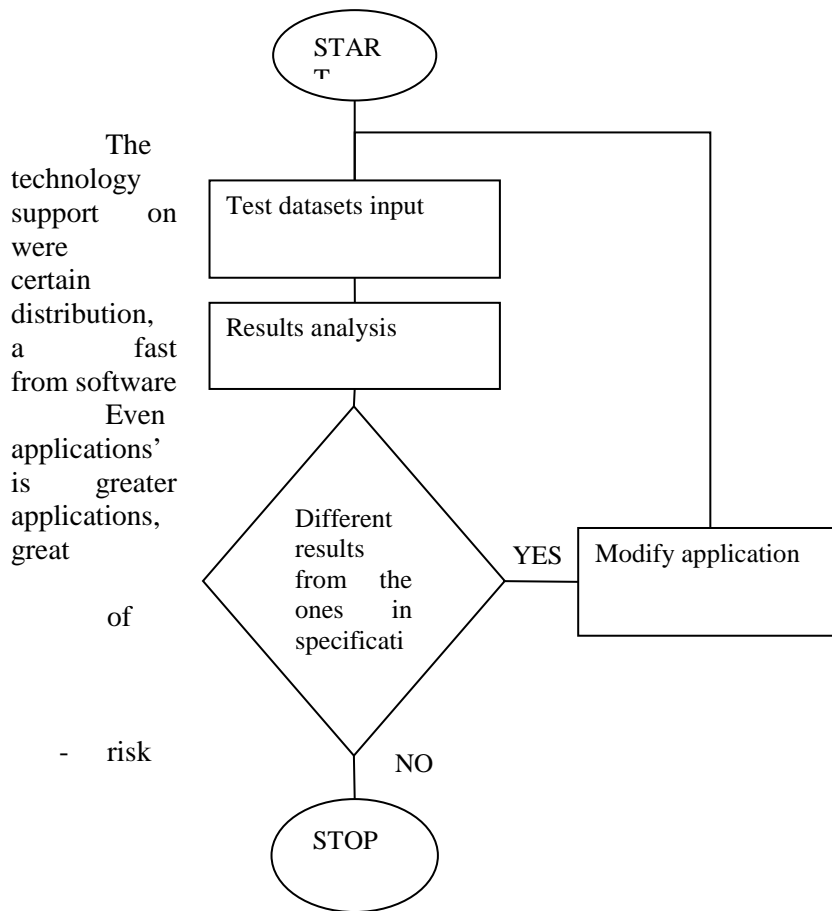 STAR
T
The
technology
support on
were
certain
distribution,
a fast
from software
Even
applications’
is greater
applications,
great
of
- risk
Test datasets input
Results analysis
Different
results
from the
ones in
specificati
YES
Modify application
NO
STOP